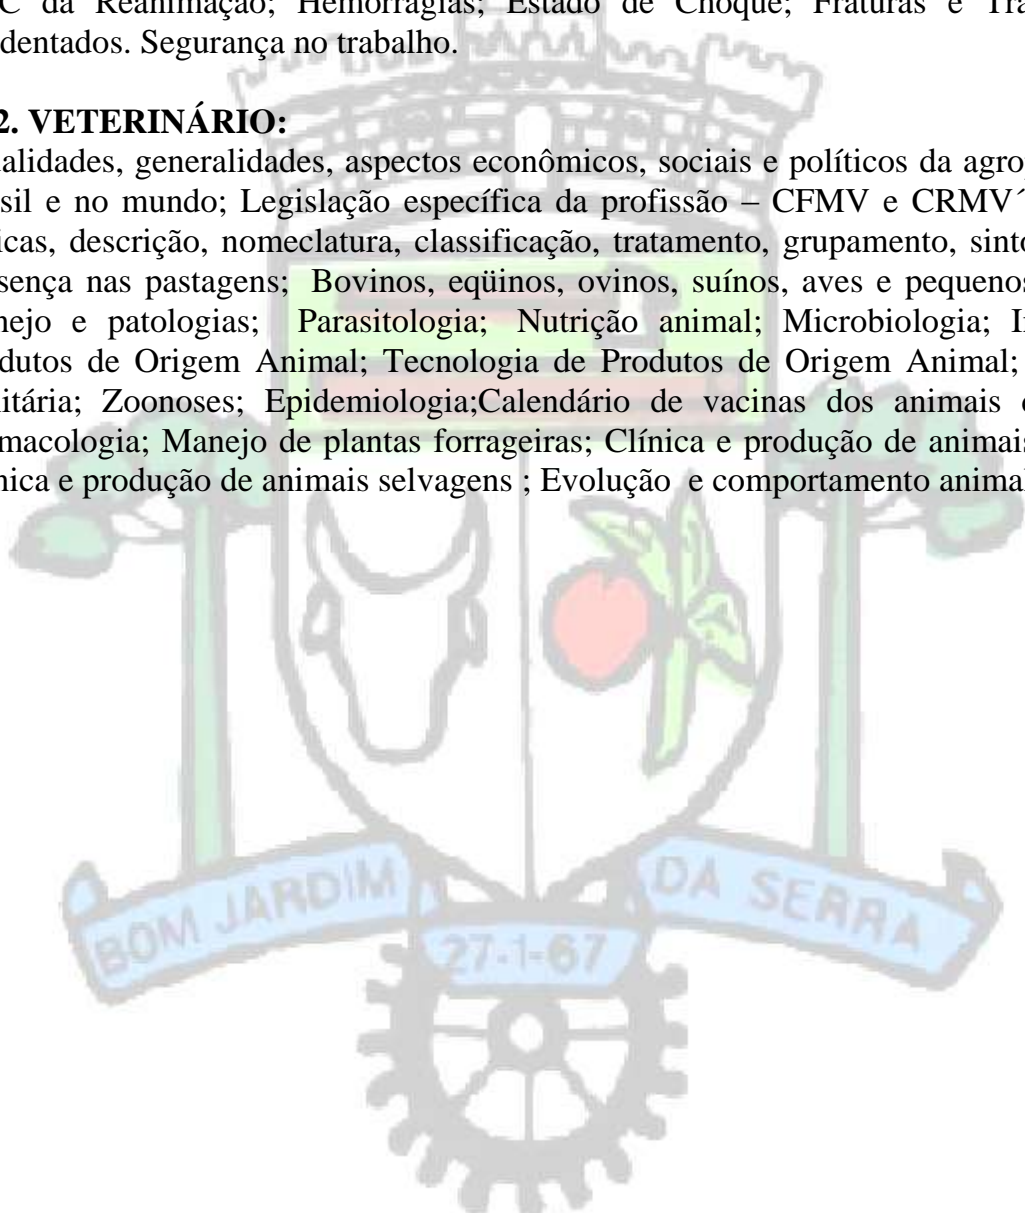 C da Reanimação; Hemorragias; Estado de Choque; Fraturas e Tra
dentados. Segurança no trabalho.
2. VETERINÁRIO:
ualidades, generalidades, aspectos econômicos, sociais e políticos da agrop
sil e no mundo; Legislação específica da profissão – CFMV e CRMV´
icas, descrição, nomeclatura, classificação, tratamento, grupamento, sinto
sença nas pastagens; Bovinos, eqüinos, ovinos, suínos, aves e pequenos
nejo e patologias; Parasitologia; Nutrição animal; Microbiologia; I
dutos de Origem Animal; Tecnologia de Produtos de Origem Animal;
itária; Zoonoses; Epidemiologia;Calendário de vacinas dos animais
macologia; Manejo de plantas forrageiras; Clínica e produção de animais
nica e produção de animais selvagens ; Evolução e comportamento animal
BOM JARDIM DA SERRA
27-1-67